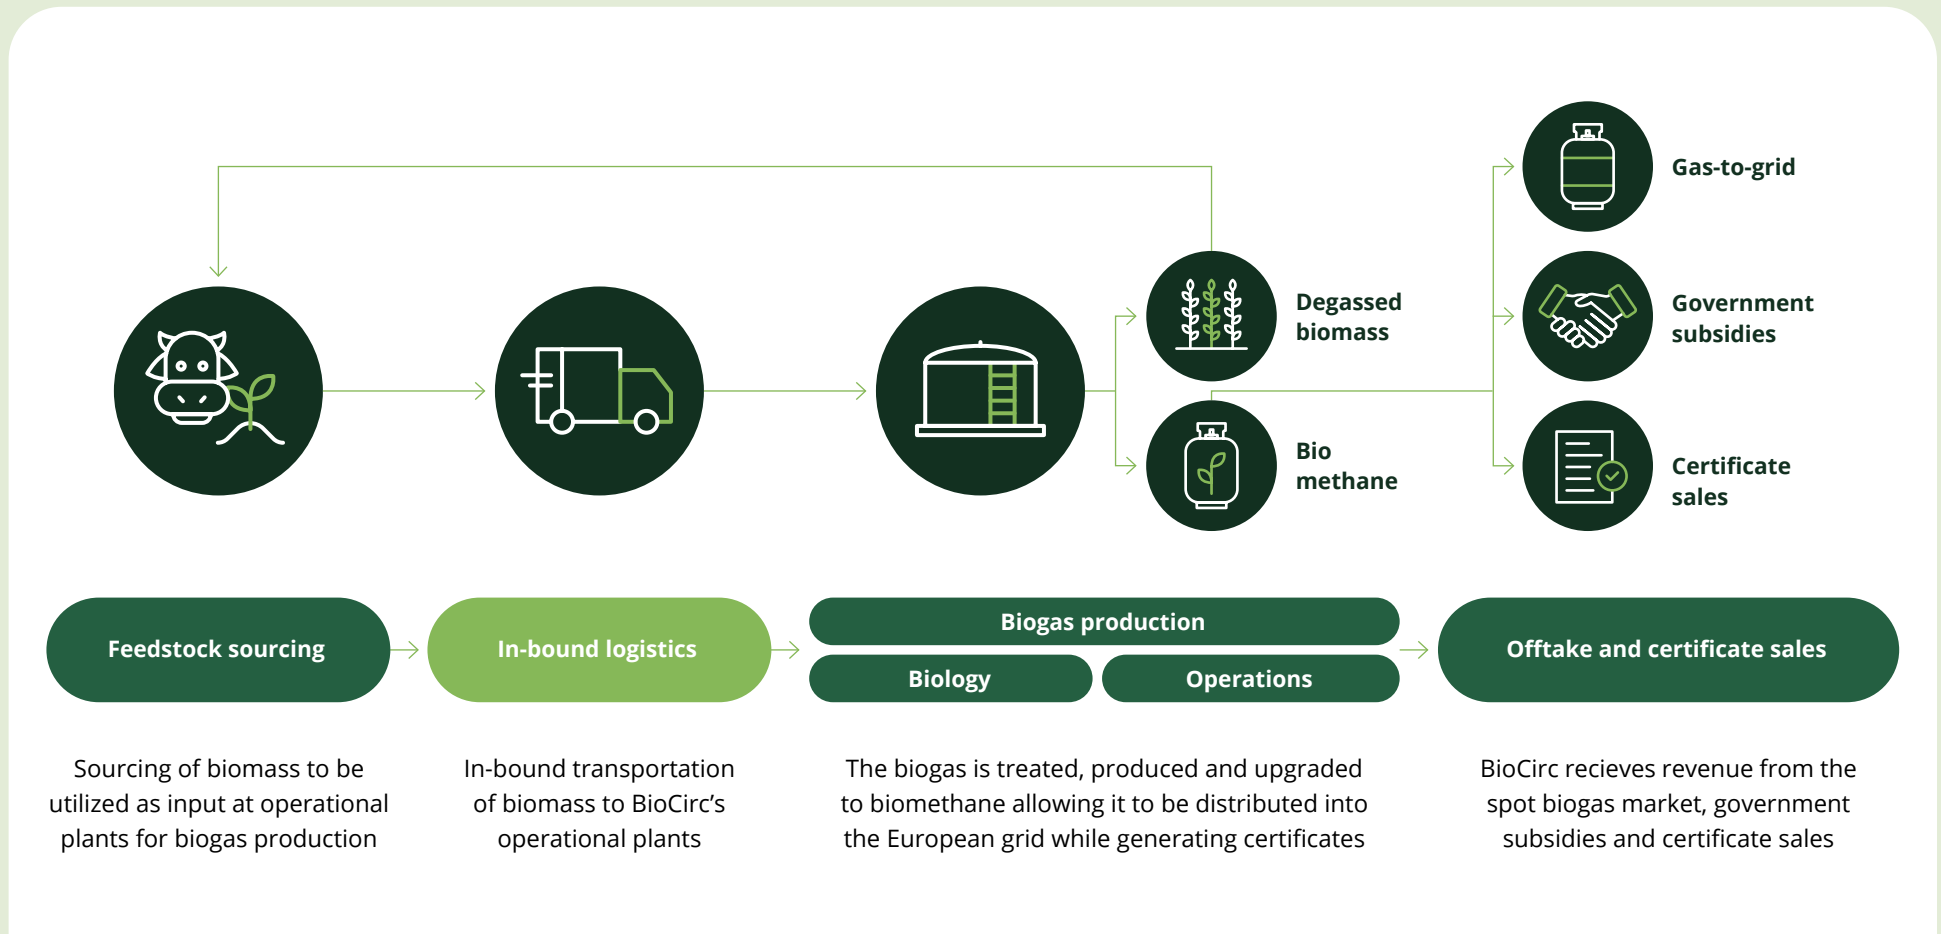 Gas-to-grid
Degassed
biomass
Government
subsidies
Bio
methane
Certificate
sales
Feedstock sourcing
In-bound logistics
Biogas production
Biology
Operations
Offtake and certificate sales
Sourcing of biomass to be
utilized as input at operational
plants for biogas production
In-bound transportation
of biomass to BioCirc’s
operational plants
The biogas is treated, produced and upgraded
to biomethane allowing it to be distributed into
the European grid while generating certificates
BioCirc recieves revenue from the
spot biogas market, government
subsidies and certificate sales